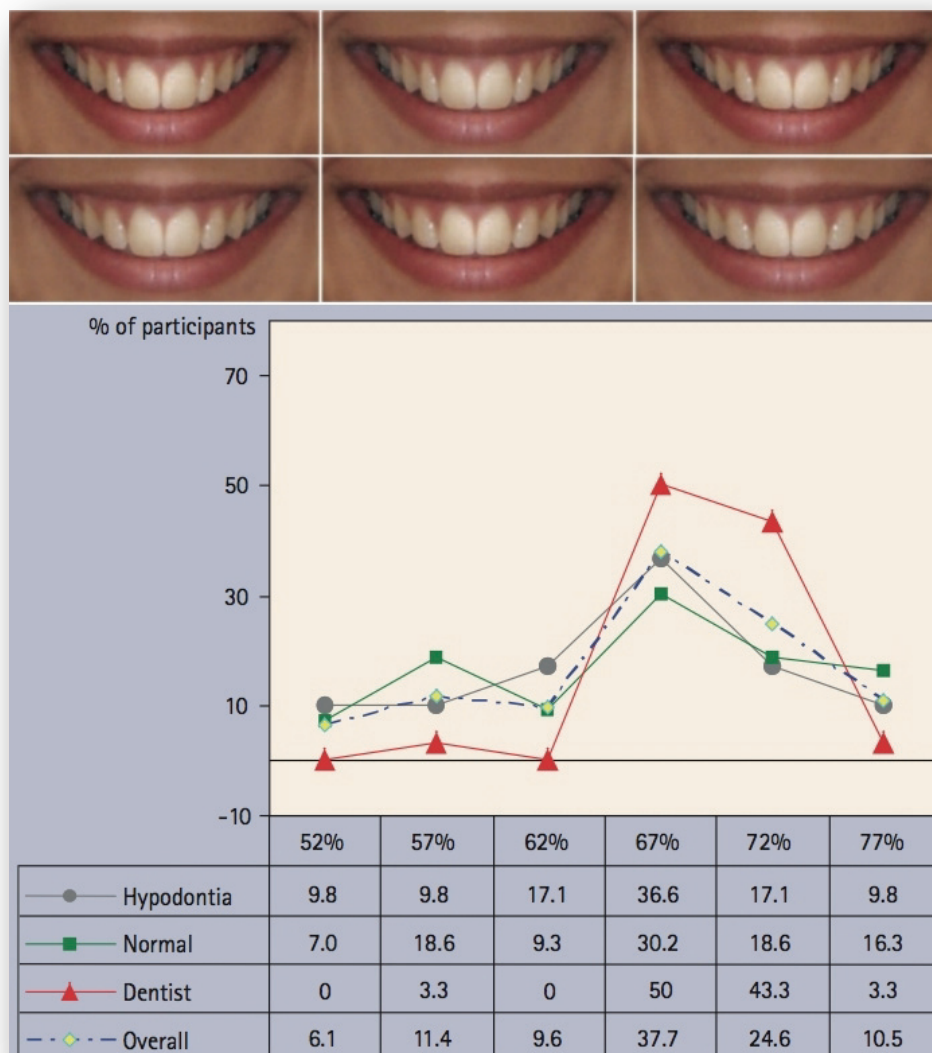 % of participants
70
50
30
10
-10
52% 57% 62% 67% 72% 77%
Hypodontia 9.8 9.8 17.1 36.6 17.1 9.8
Normal 7.0 18.6 9.3 30.2 18.6 16.3
Dentist 0 3.3 0 50 43.3 3.3
Overall 6.1 11.4 9.6 37.7 24.6 10.5